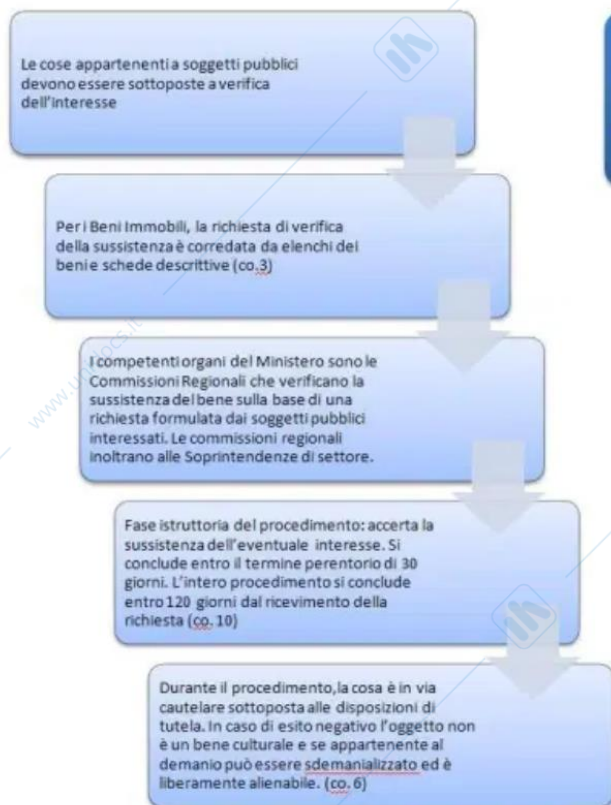 Le cose appartenenti a soggetti pubblici
devono essere sottoposte a verifica
dell'interesse
Per i Beni Immobili, la richiesta di verifica
della sussistenza è corredata da elenchi dei
beni e schede descrittive (co.3)
I competenti organi del Ministero sono le
Commissioni Regionali che verificano la
sussistenza del bene sulla base di una
richiesta formulata dai soggetti pubblici
interessati. Le commissioni regionali
inoltrano alle Soprintendenze di settore.
Fase istruttoria del procedimento: accerta la
sussistenza dell'eventuale interesse. Si
conclude entro il termine perentorio di 30
giorni. L'intero procedimento si conclude
entro 120 giorni dal ricevimento della
richiesta (co. 10)
Durante il procedimento, la cosa è in via
cautelare sottoposta alle disposizioni di
tutela. In caso di esito negativo l'oggetto non
è un bene culturale e se appartenente al
demanio può essere sdemanializzato ed è
liberamente alienabile. (co. 6)